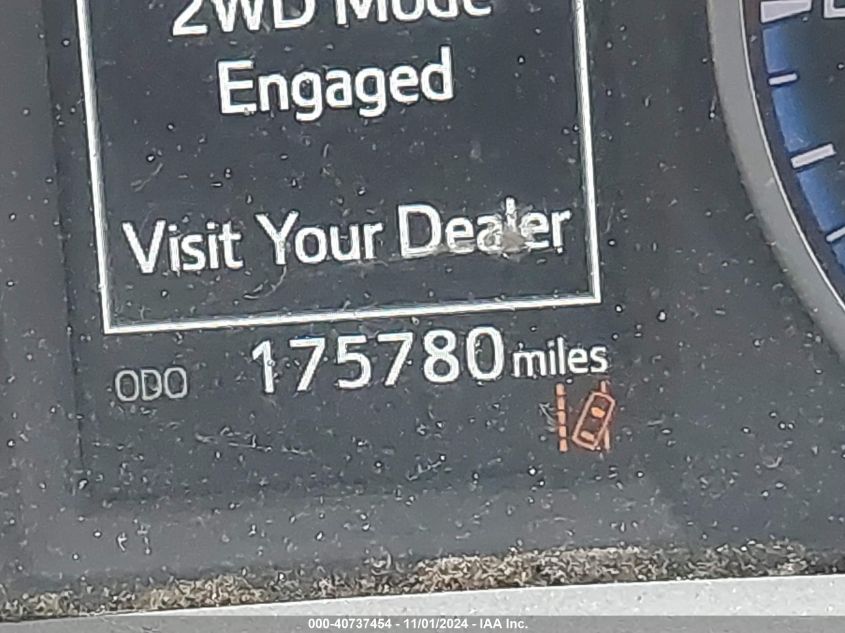 2WD Mode
Engaged
Visit Your Dealer
ODO 175780 miles
000-40737454 - 11/01/2024 - IAA Inc.